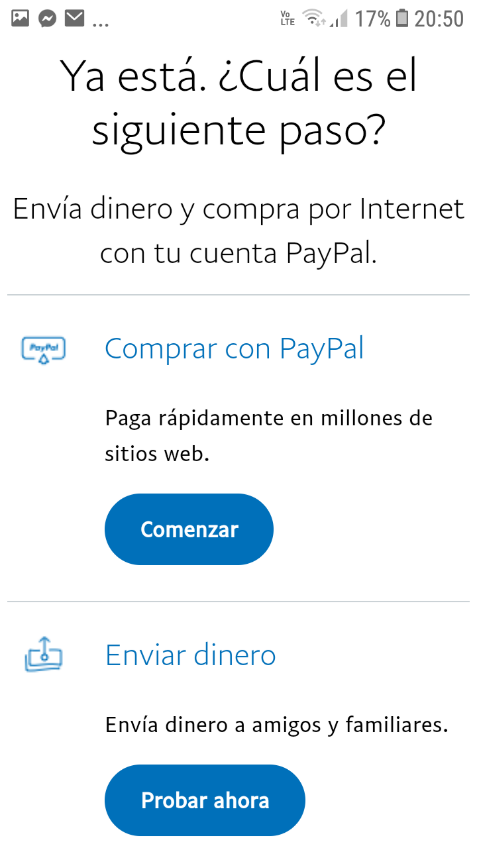 ... Vo LTE 17% 20:50
Ya está. ¿Cuál es el
siguiente paso?
Envía dinero y compra por Internet
con tu cuenta PayPal.
PayPal
Comprar con PayPal
Paga rápidamente en millones de
sitios web.
Comenzar
Enviar dinero
Envía dinero a amigos y familiares.
Probar ahora